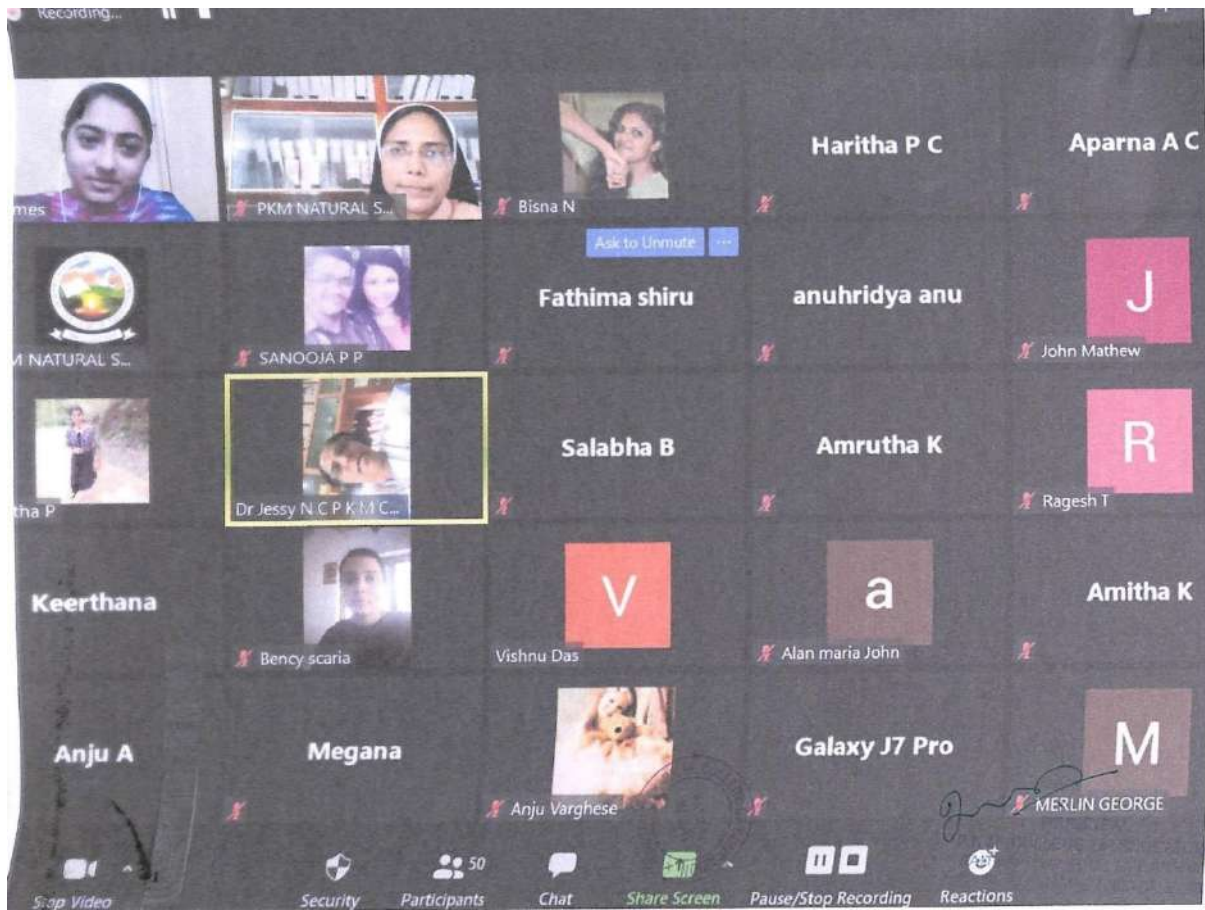 Recording...
mes
PKM NATURAL S...
Bisna N
Haritha P C
Aparna A C
M NATURAL S...
SANOOJA P P
Ask to Unmute ...
Fathima shiru
anuhridya anu
J
John Mathew
tha P
Dr Jessy N C P K M C...
Salabha B
Amrutha K
R
Ragesh T
Keerthana
Bency scaria
V
Vishnu Das
a
Alan maria John
Amitha K
Anju A
Megana
Anju Varghese
Galaxy J7 Pro
M
MERLIN GEORGE
Stop Video
Security
50
Participants
Chat
Share Screen
Pause/Stop Recording
Reactions